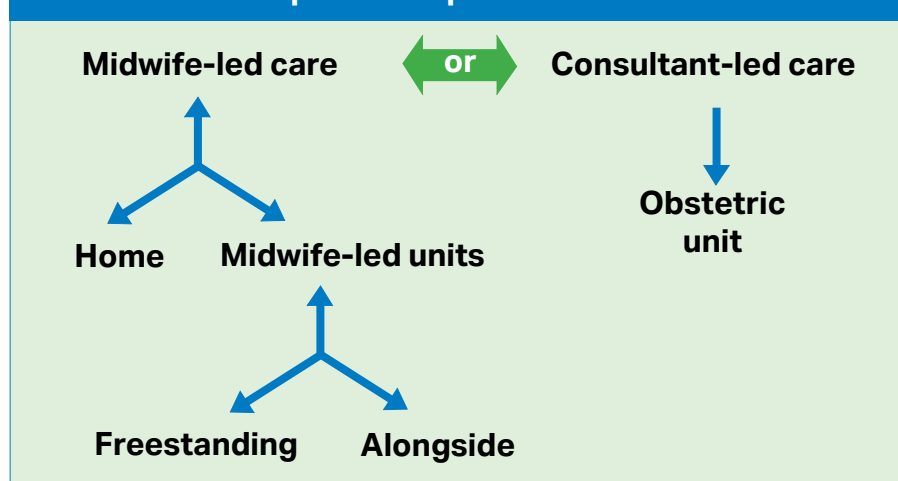 Midwife-led care or Consultant-led care
Obstetric
unit
Home Midwife-led units
Freestanding Alongside